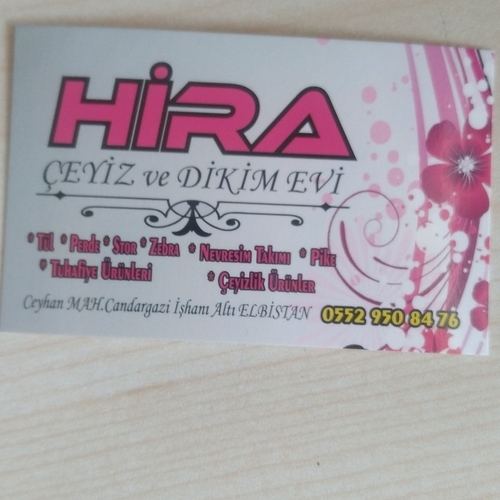 HİRA
ÇEYİZ ve DİKİM EVİ
* Tül * Perde * Stor * Zebra * Nevresim Takımı * Pike
* Tuhafiye Ürünleri * Çeyizlik Ürünler
Ceyhan MAH.Candargazi İşhanı Altı ELBİSTAN 0552 950 84 76